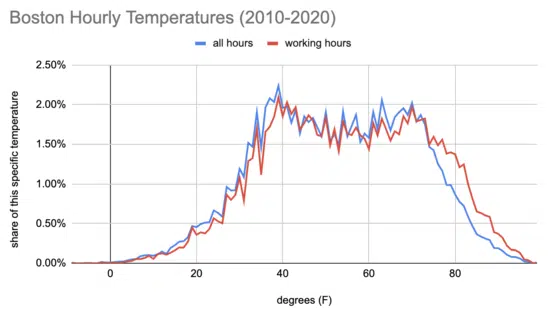 Boston Hourly Temperatures (2010-2020)
all hours working hours
share of this specific temperature
2.50%
2.00%
1.50%
1.00%
0.50%
0.00%
0 20 40 60 80
degrees (F)